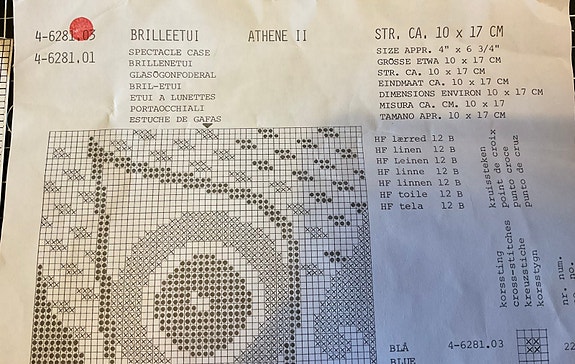 4-6281.03 BRILLEETUI ATHENE II STR. CA. 10 x 17 CM
4-6281.01
SPECTACLE CASE
BRILLENETUI
GLASÖGONFODERAL
BRIL-ETUI
ETUI A LUNETTES
PORTAOCCHIALI
ESTUCHE DE GAFAS
SIZE APPR. 4" x 6 3/4"
GRÖSSE ETWA 10 x 17 CM
STR. CA. 10 x 17 CM
EINDMAAT CA. 10 x 17 CM
DIMENSIONS ENVIRON 10 x 17 CM
MISURA CA. CM. 10 x 17
TAMANO APR. 10 x 17 CM
HF lærred 12 B
HF linen 12 B
HF Leinen 12 B
HF linne 12 B
HF linnen 12 B
HF toile 12 B
HF tela 12 B
kruissteken
point de croix
punto croce
punto de cruz
korssting
cross-stitches
kreuzstiche
korsstygn
nr. num.
no.
BLÅ 4-6281.03 22
BLUE